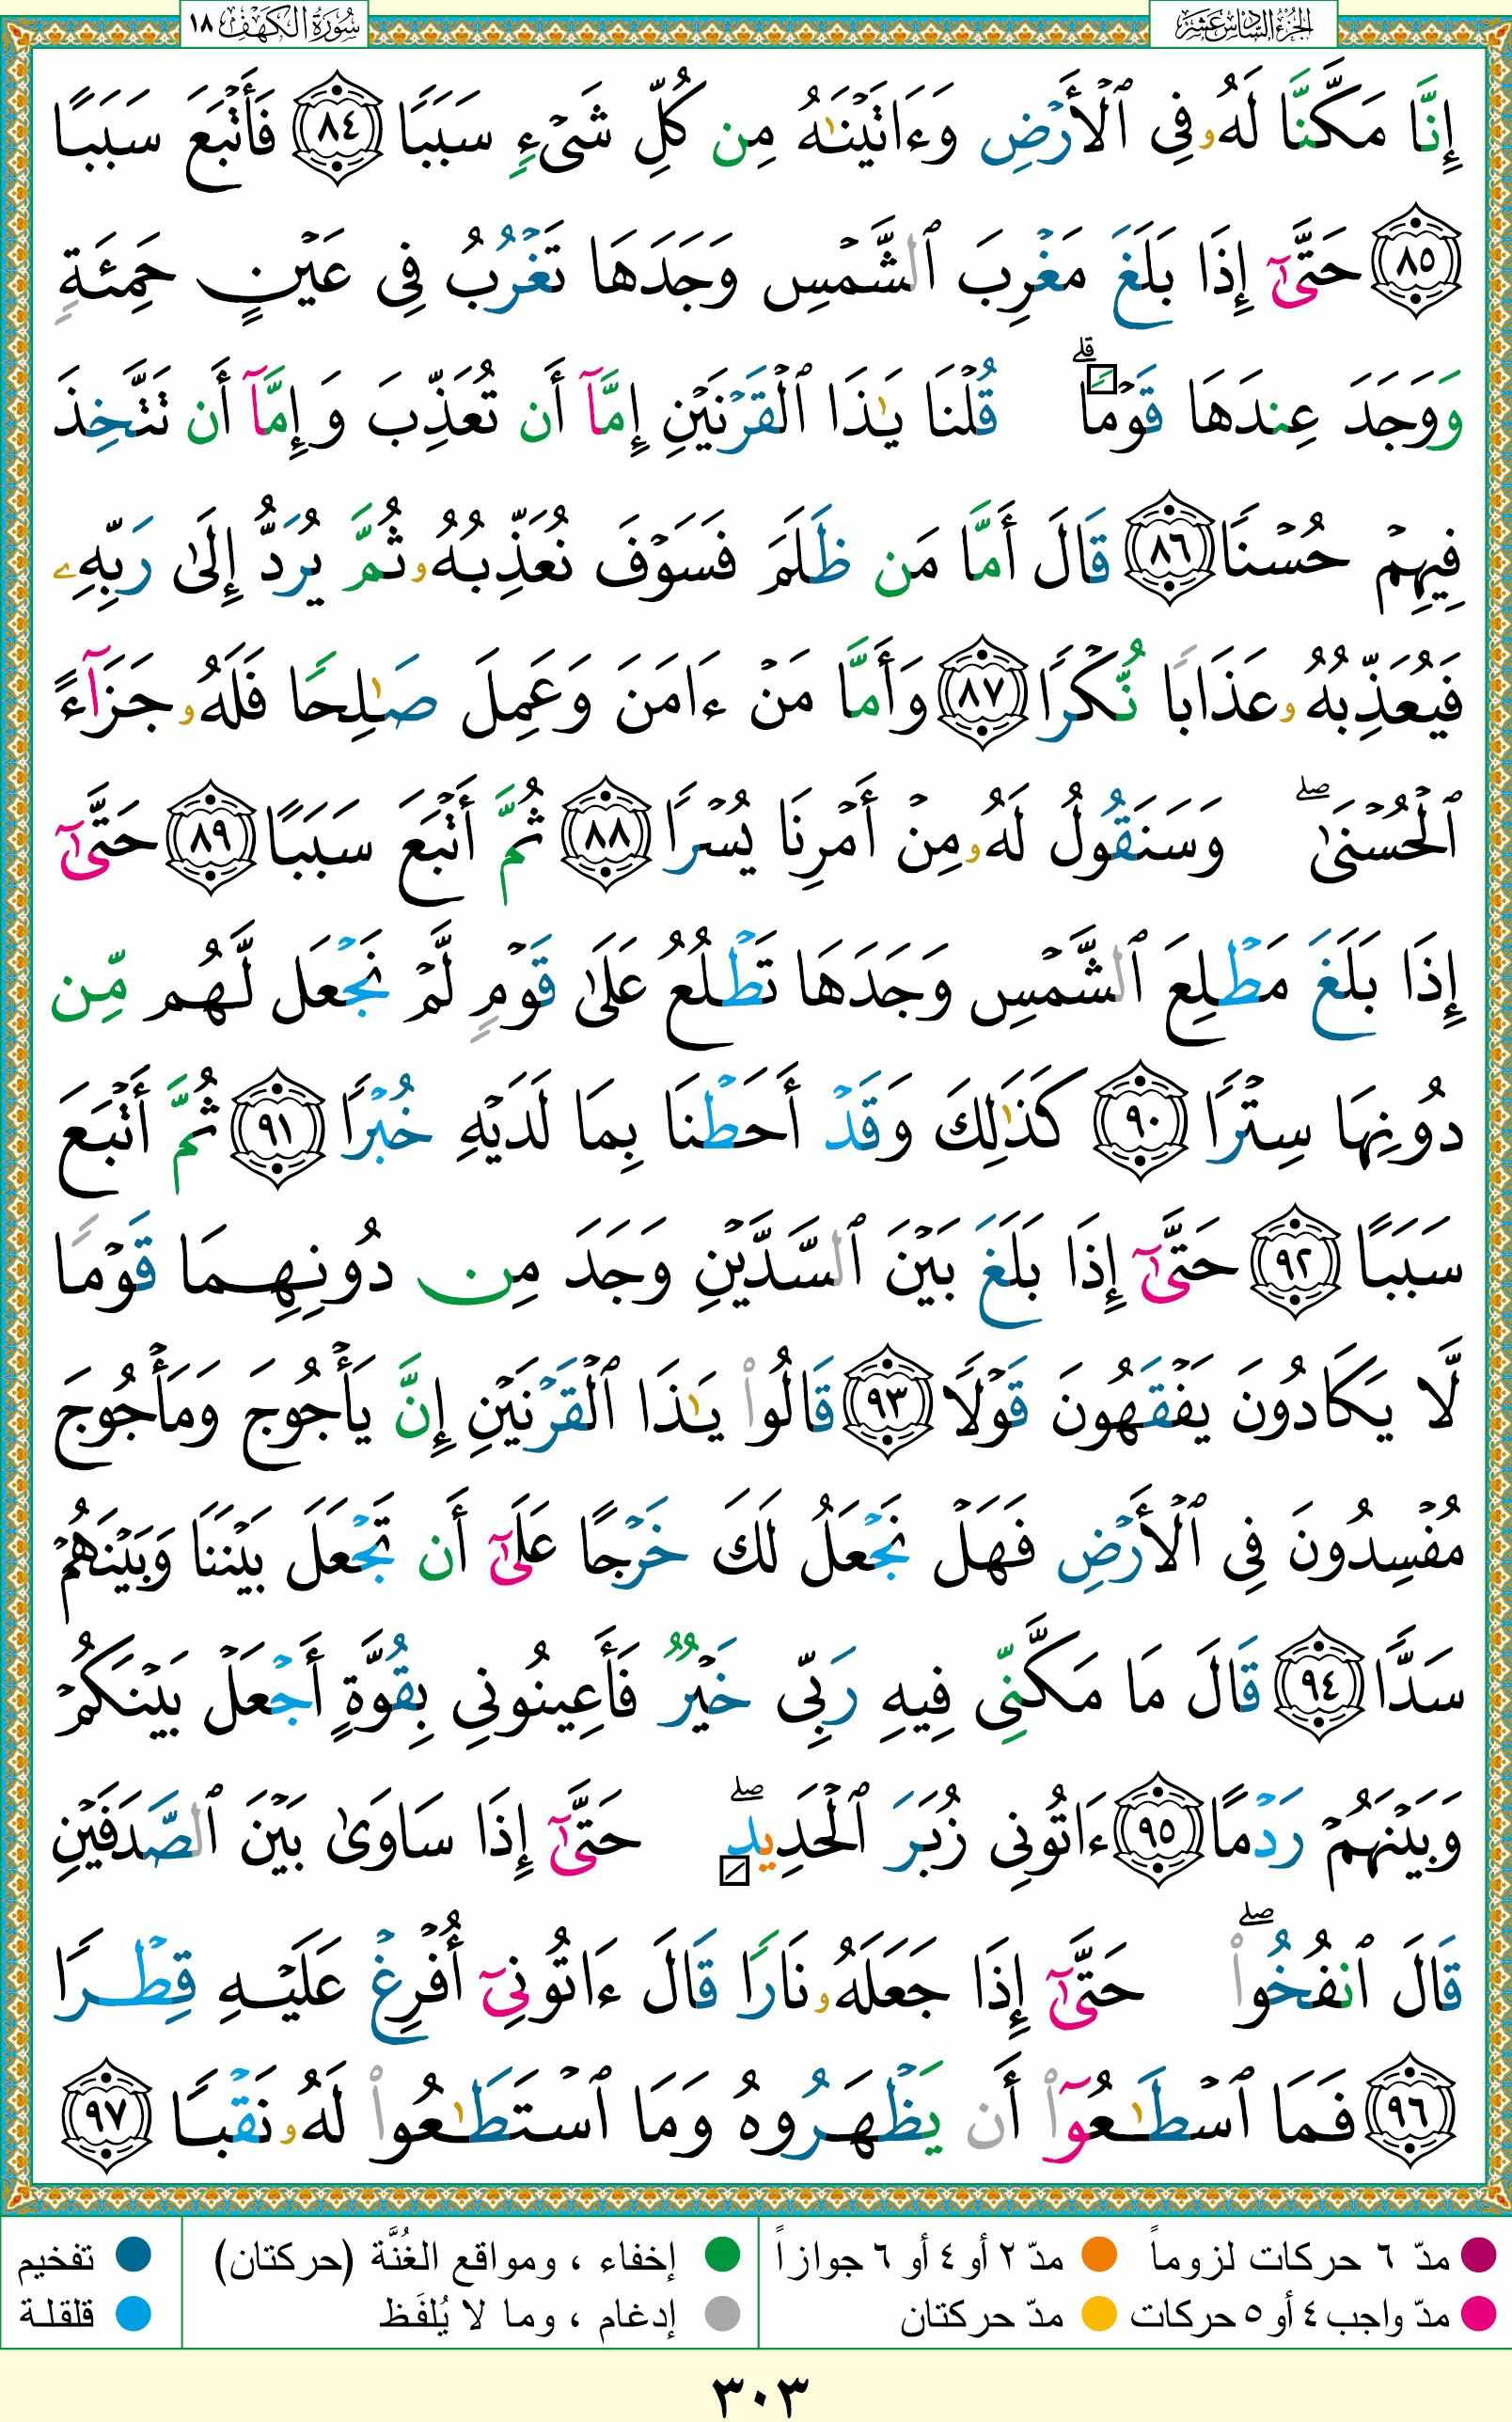 الجزء السادس عشر
سورة الكهف ١٨
إِنَّا مَكَّنَّا لَهُۥ فِى ٱلْأَرْضِ وَءَاتَيْنَـٰهُ مِن كُلِّ شَىْءٍ سَبَبًا ٨٤ فَأَتْبَعَ سَبَبًا
٨٥ حَتَّىٰٓ إِذَا بَلَغَ مَغْرِبَ ٱلشَّمْسِ وَجَدَهَا تَغْرُبُ فِى عَيْنٍ حَمِئَةٍ
وَوَجَدَ عِندَهَا قَوْمًا ۗ قُلْنَا يَـٰذَا ٱلْقَرْنَيْنِ إِمَّآ أَن تُعَذِّبَ وَإِمَّآ أَن تَتَّخِذَ
فِيهِمْ حُسْنًا ٨٦ قَالَ أَمَّا مَن ظَلَمَ فَسَوْفَ نُعَذِّبُهُۥ ثُمَّ يُرَدُّ إِلَىٰ رَبِّهِۦ
فَيُعَذِّبُهُۥ عَذَابًا نُّكْرًا ٨٧ وَأَمَّا مَنْ ءَامَنَ وَعَمِلَ صَـٰلِحًا فَلَهُۥ جَزَآءً
ٱلْحُسْنَىٰ ۖ وَسَنَقُولُ لَهُۥ مِنْ أَمْرِنَا يُسْرًا ٨٨ ثُمَّ أَتْبَعَ سَبَبًا ٨٩ حَتَّىٰٓ
إِذَا بَلَغَ مَطْلِعَ ٱلشَّمْسِ وَجَدَهَا تَطْلُعُ عَلَىٰ قَوْمٍ لَّمْ نَجْعَل لَّهُم مِّن
دُونِهَا سِتْرًا ٩٠ كَذَٰلِكَ وَقَدْ أَحَطْنَا بِمَا لَدَيْهِ خُبْرًا ٩١ ثُمَّ أَتْبَعَ
سَبَبًا ٩٢ حَتَّىٰٓ إِذَا بَلَغَ بَيْنَ ٱلسَّدَّيْنِ وَجَدَ مِن دُونِهِمَا قَوْمًا
لَّا يَكَادُونَ يَفْقَهُونَ قَوْلًا ٩٣ قَالُوا۟ يَـٰذَا ٱلْقَرْنَيْنِ إِنَّ يَأْجُوجَ وَمَأْجُوجَ
مُفْسِدُونَ فِى ٱلْأَرْضِ فَهَلْ نَجْعَلُ لَكَ خَرْجًا عَلَىٰٓ أَن تَجْعَلَ بَيْنَنَا وَبَيْنَهُمْ
سَدًّا ٩٤ قَالَ مَا مَكَّنِّى فِيهِ رَبِّى خَيْرٌ فَأَعِينُونِى بِقُوَّةٍ أَجْعَلْ بَيْنَكُمْ
وَبَيْنَهُمْ رَدْمًا ٩٥ ءَاتُونِى زُبَرَ ٱلْحَدِيدِ ۖ حَتَّىٰٓ إِذَا سَاوَىٰ بَيْنَ ٱلصَّدَفَيْنِ
قَالَ ٱنفُخُوا۟ ۖ حَتَّىٰٓ إِذَا جَعَلَهُۥ نَارًا قَالَ ءَاتُونِىٓ أُفْرِغْ عَلَيْهِ قِطْرًا
٩٦ فَمَا ٱسْطَـٰعُوٓا۟ أَن يَظْهَرُوهُ وَمَا ٱسْتَطَـٰعُوا۟ لَهُۥ نَقْبًا ٩٧
مدّ ٦ حركات لزوماً مدّ ٢ أو ٤ أو ٦ جوازاً إخفاء ، ومواقع الغُنَّة (حركتان) تفخيم
مدّ واجب ٤ أو ٥ حركات مدّ حركتان إدغام ، وما لا يُلفَظ قلقلة
٣٠٣